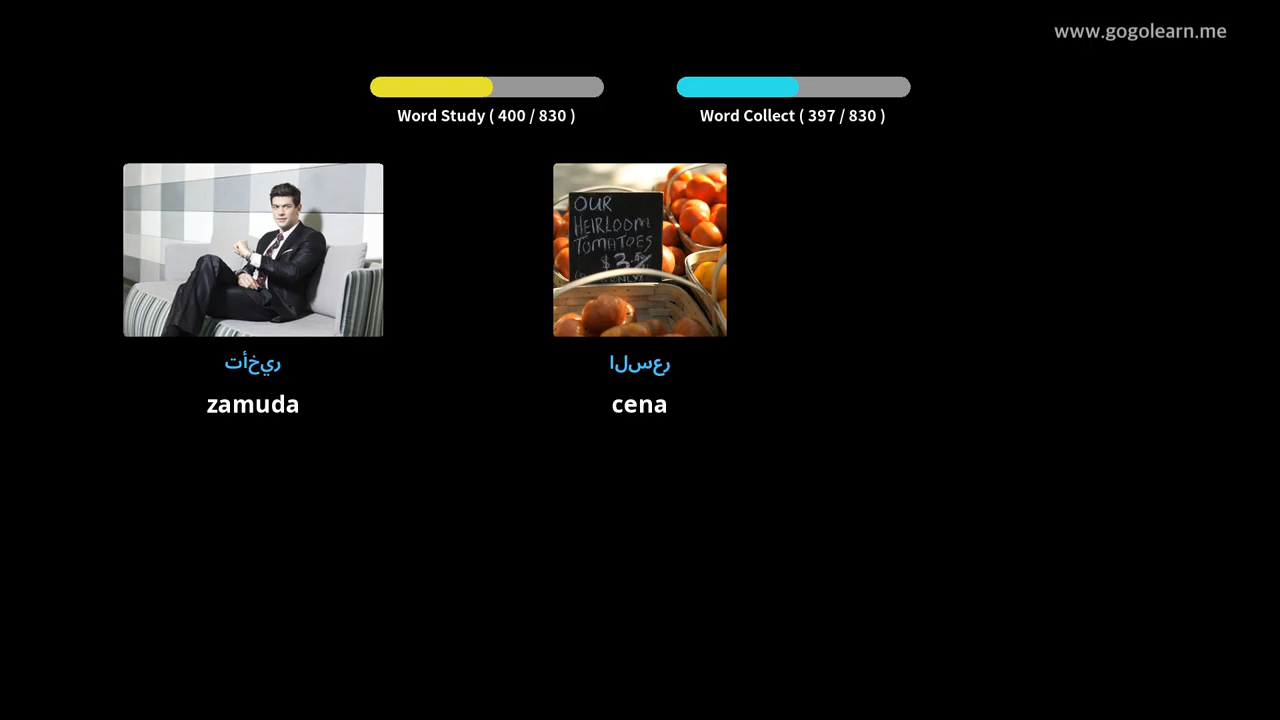 www.gogolearn.me
Word Study ( 400 / 830 )
Word Collect ( 397 / 830 )
OUR
HEIRLOOM
TOMATOES
تأخير
zamuda
السعر
cena